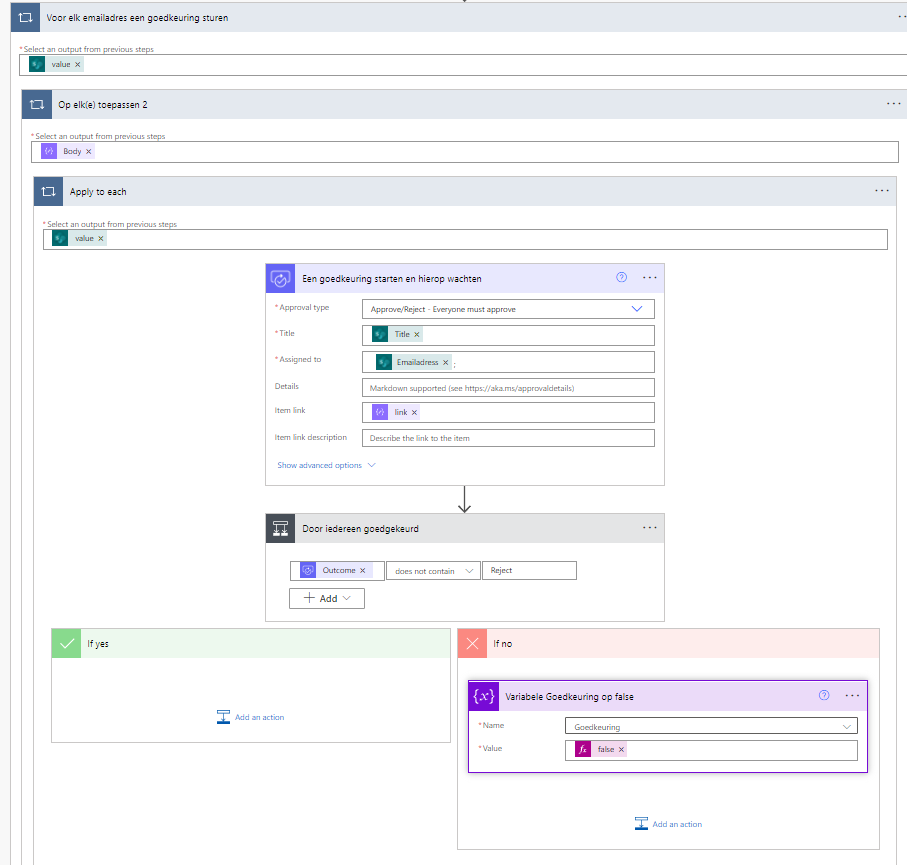 Voor elk emailadres een goedkeuring sturen
...
*Select an output from previous steps
value ×
Op elk(e) toepassen 2
...
*Select an output from previous steps
{v} Body ×
Apply to each
...
*Select an output from previous steps
value ×
Een goedkeuring starten en hierop wachten
? ...
*Approval type
Approve/Reject - Everyone must approve
*Title
Title ×
*Assigned to
Emailadress × ;
Details
Markdown supported (see https://aka.ms/approvaldetails)
Item link
{v} link ×
Item link description
Describe the link to the item
Show advanced options
Door iedereen goedgekeurd
...
Outcome × does not contain Reject
+ Add
If yes
Add an action
If no
{x} Variabele Goedkeuring op false
? ...
*Name
Goedkeuring
*Value
fx false ×
Add an action